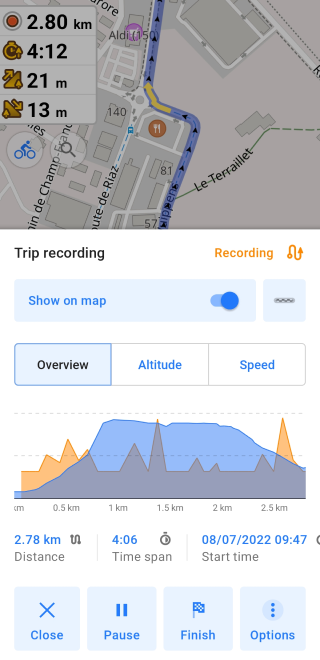 2.80 km
4:12
21 m
13 m
Aldi (150
140
81
57
Le Terraillet
oute de Riaz
in de Champ-Franc
Trip recording
Recording
Show on map
Overview
Altitude
Speed
km
0.5 km
1 km
1.5 km
2 km
2.5 km
2.78 km
4:06
08/07/2022 09:47
Distance
Time span
Start time
Close
Pause
Finish
Options